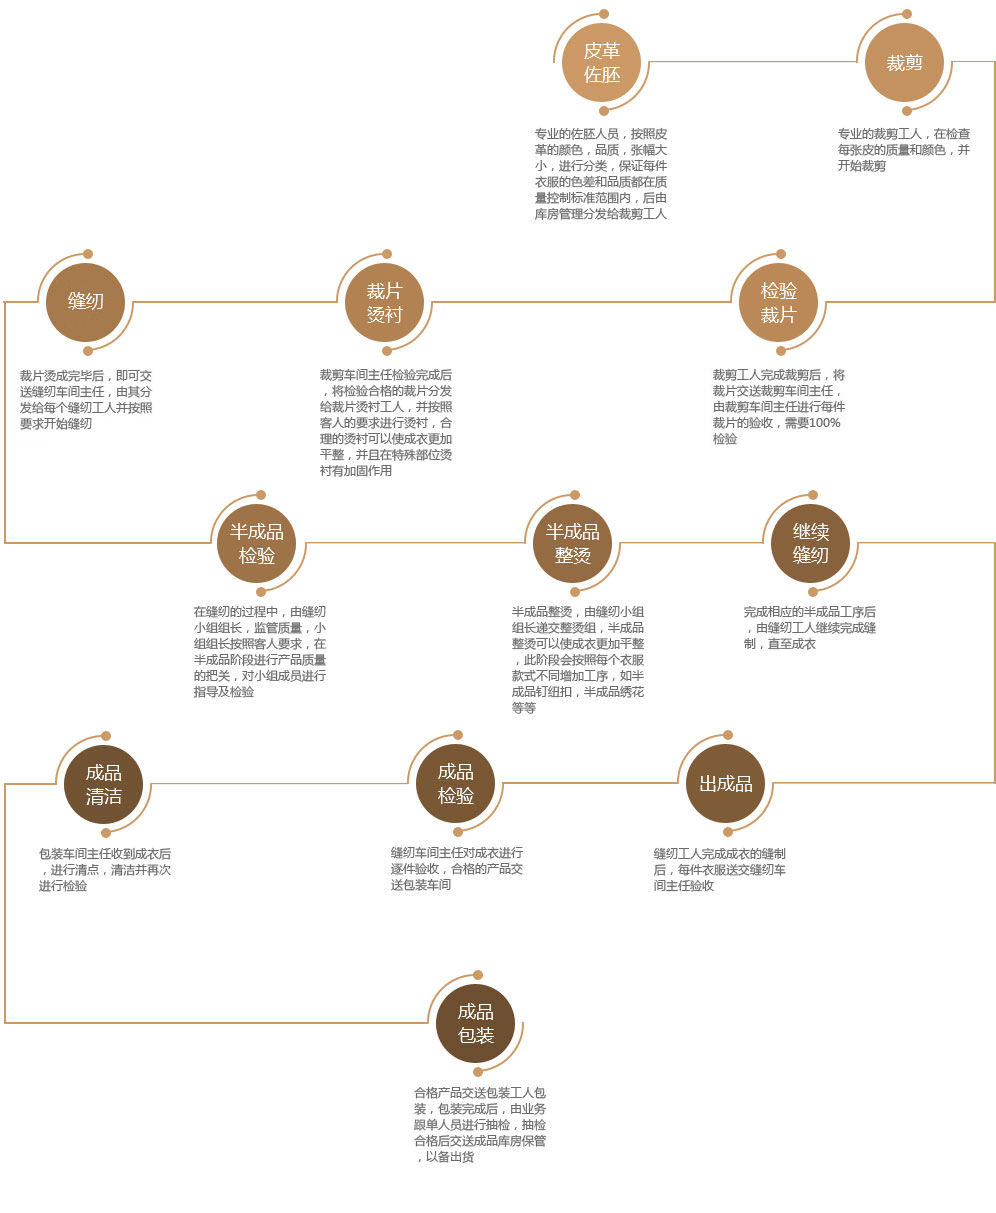 皮革
佐胚
专业的佐胚人员，按照皮
革的颜色，品质，张幅大
小，进行分类，保证每件
衣服的色差和品质都在质
量控制标准范围内，后由
库房管理分发给裁剪工人
裁剪
专业的裁剪工人，在检查
每张皮的质量和颜色，并
开始裁剪
检验
裁片
裁剪工人完成裁剪后，将
裁片交送裁剪车间主任，
由裁剪车间主任进行每件
裁片的验收，需要100%
检验
裁片
烫衬
裁剪车间主任检验完成后
，将检验合格的裁片分发
给裁片烫衬工人，并按照
客人的要求进行烫衬，合
理的烫衬可以使成衣更加
平整，并且在特殊部位烫
衬有加固作用
缝纫
裁片烫成完毕后，即可交
送缝纫车间主任，由其分
发给每个缝纫工人并按照
要求开始缝纫
半成品
检验
在缝纫的过程中，由缝纫
小组组长，监管质量，小
组组长按照客人要求，在
半成品阶段进行产品质量
的把关，对小组成员进行
指导及检验
半成品
整烫
半成品整烫，由缝纫小组
组长递交整烫组，半成品
整烫可以使成衣更加平整
，此阶段会按照每个衣服
款式不同增加工序，如半
成品钉纽扣，半成品绣花
等等
继续
缝纫
完成相应的半成品工序后
，由缝纫工人继续完成缝
制，直至成衣
出成品
缝纫工人完成成衣的缝制
后，每件衣服送交缝纫车
间主任验收
成品
检验
缝纫车间主任对成衣进行
逐件验收，合格的产品交
送包装车间
成品
清洁
包装车间主任收到成衣后
，进行清点，清洁并再次
进行检验
成品
包装
合格产品交送包装工人包
装，包装完成后，由业务
跟单人员进行抽检，抽检
合格后交送成品库房保管
，以备出货